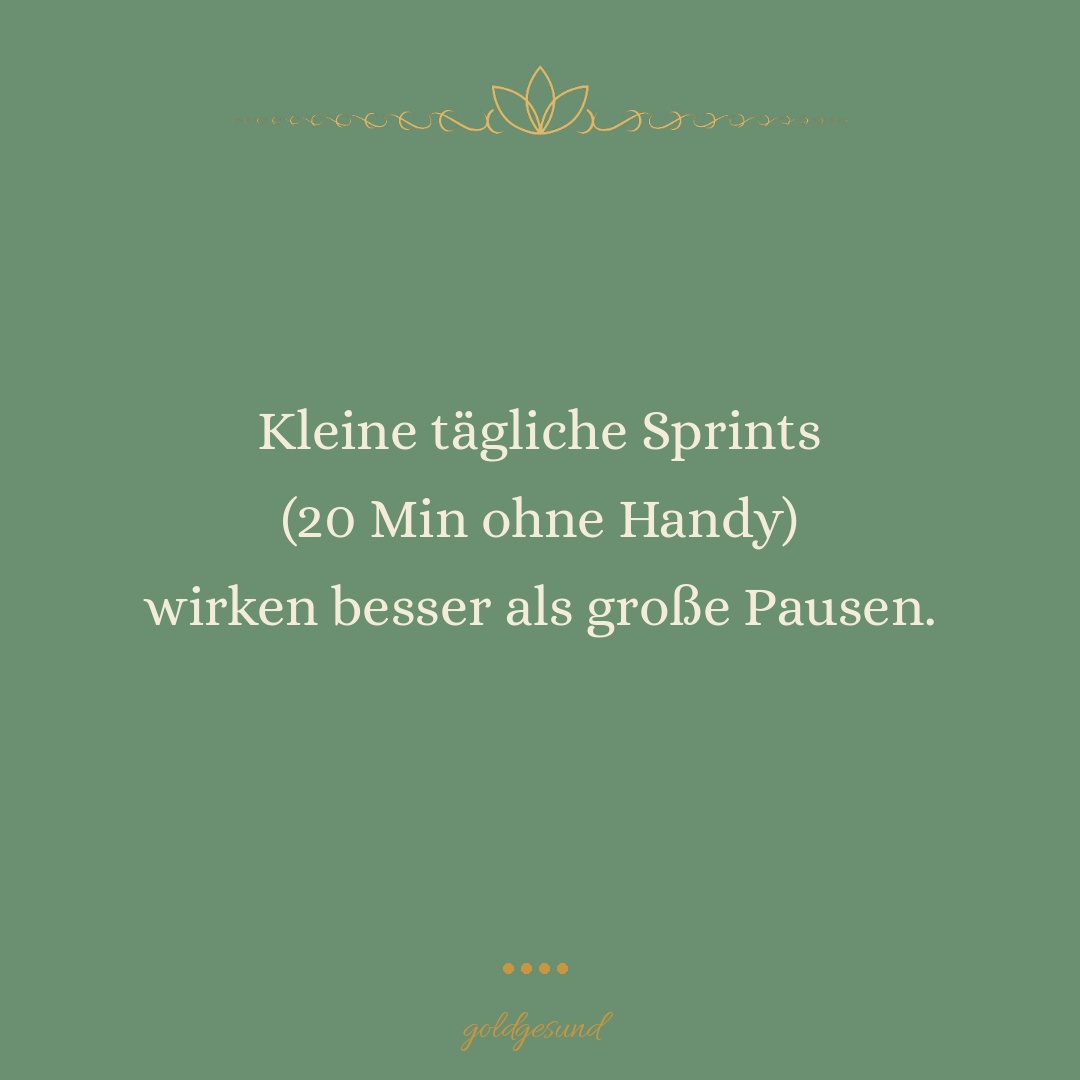 Kleine tägliche Sprints
(20 Min ohne Handy)
wirken besser als große Pausen.
goldgesund